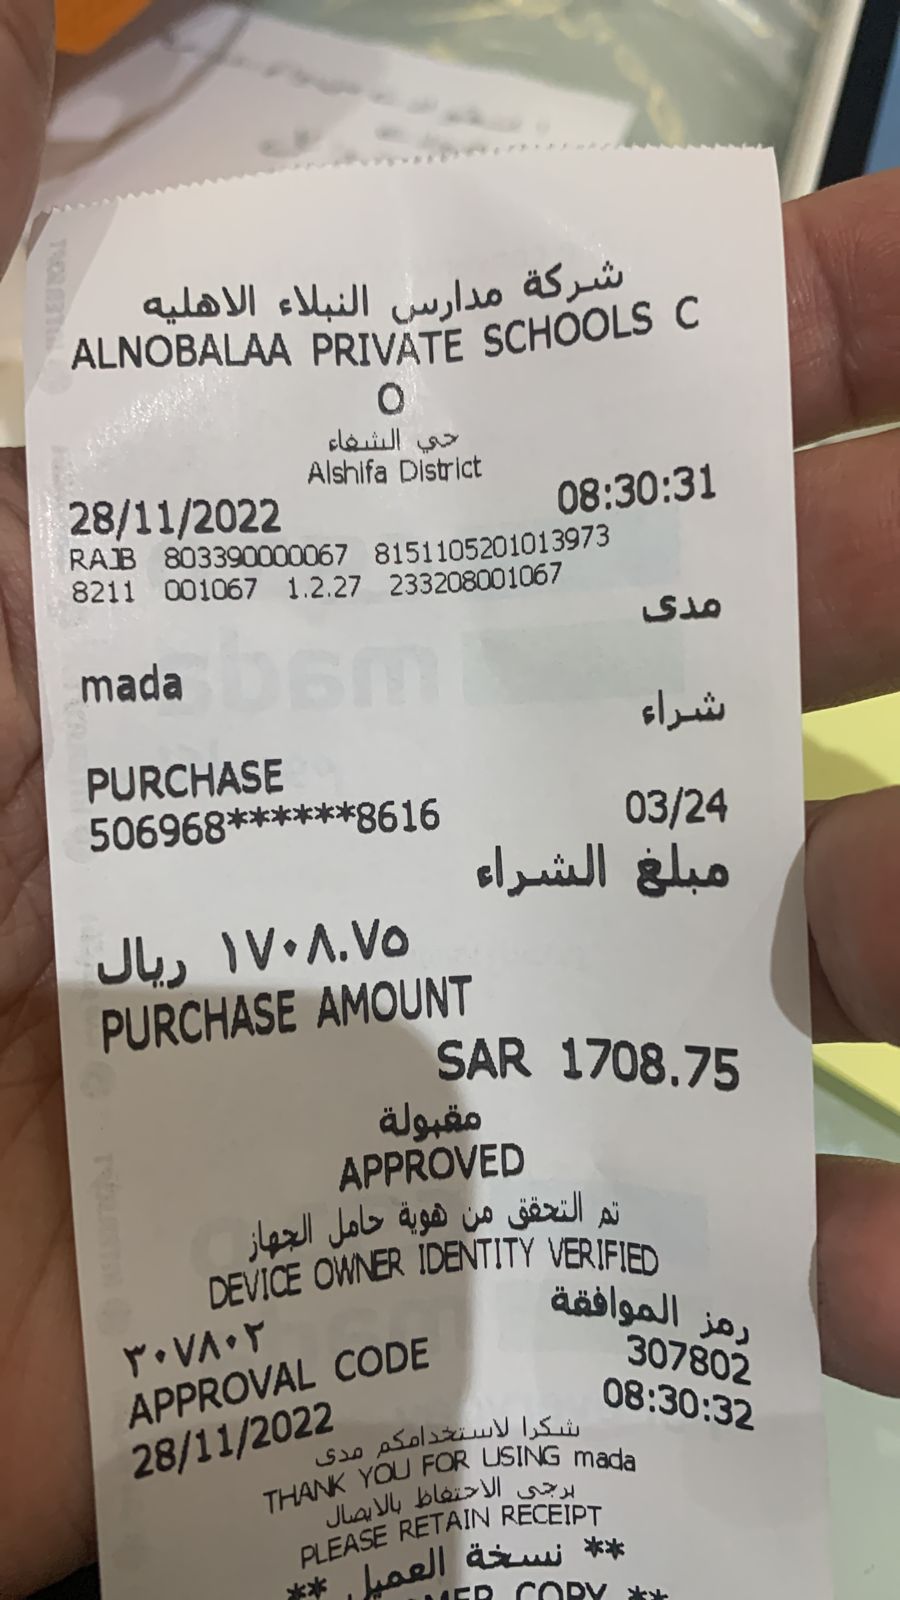 شركة مدارس النبلاء الاهليه
ALNOBALAA PRIVATE SCHOOLS C
O
حي الشفاء
Alshifa District
28/11/2022 08:30:31
RAJB 803390000067 8151105201013973
8211 001067 1.2.27 233208001067
مدى
mada
شراء
PURCHASE
506968******8616 03/24
مبلغ الشراء
١٧٠٨.٧٥ ريال
PURCHASE AMOUNT
SAR 1708.75
مقبولة
APPROVED
تم التحقق من هوية حامل الجهاز
DEVICE OWNER IDENTITY VERIFIED
رمز الموافقة
٣٠٧٨٠٢ 307802
APPROVAL CODE
28/11/2022 08:30:32
شكرا لاستخدامكم مدى
THANK YOU FOR USING mada
يرجى الاحتفاظ بالايصال
PLEASE RETAIN RECEIPT
** نسخة العميل **
COPY **